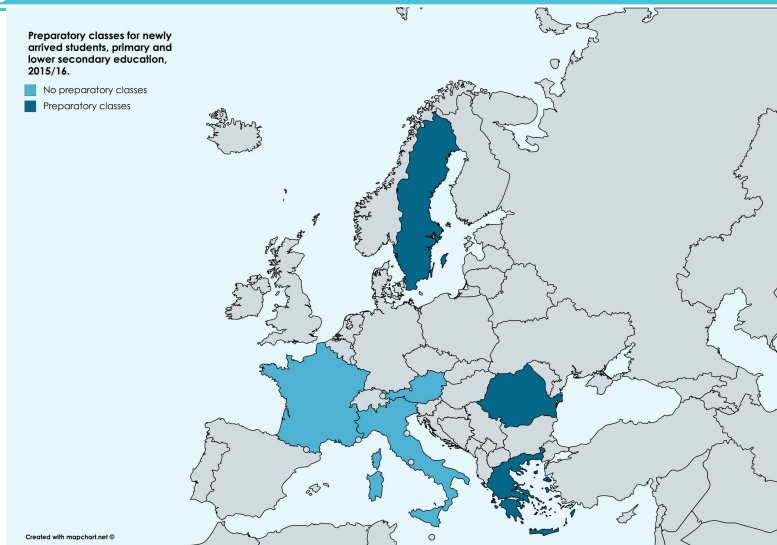 Preparatory classes for newly
arrived students, primary and
lower secondary education,
2015/16.
No preparatory classes
Preparatory classes
Created with mapchart.net ©